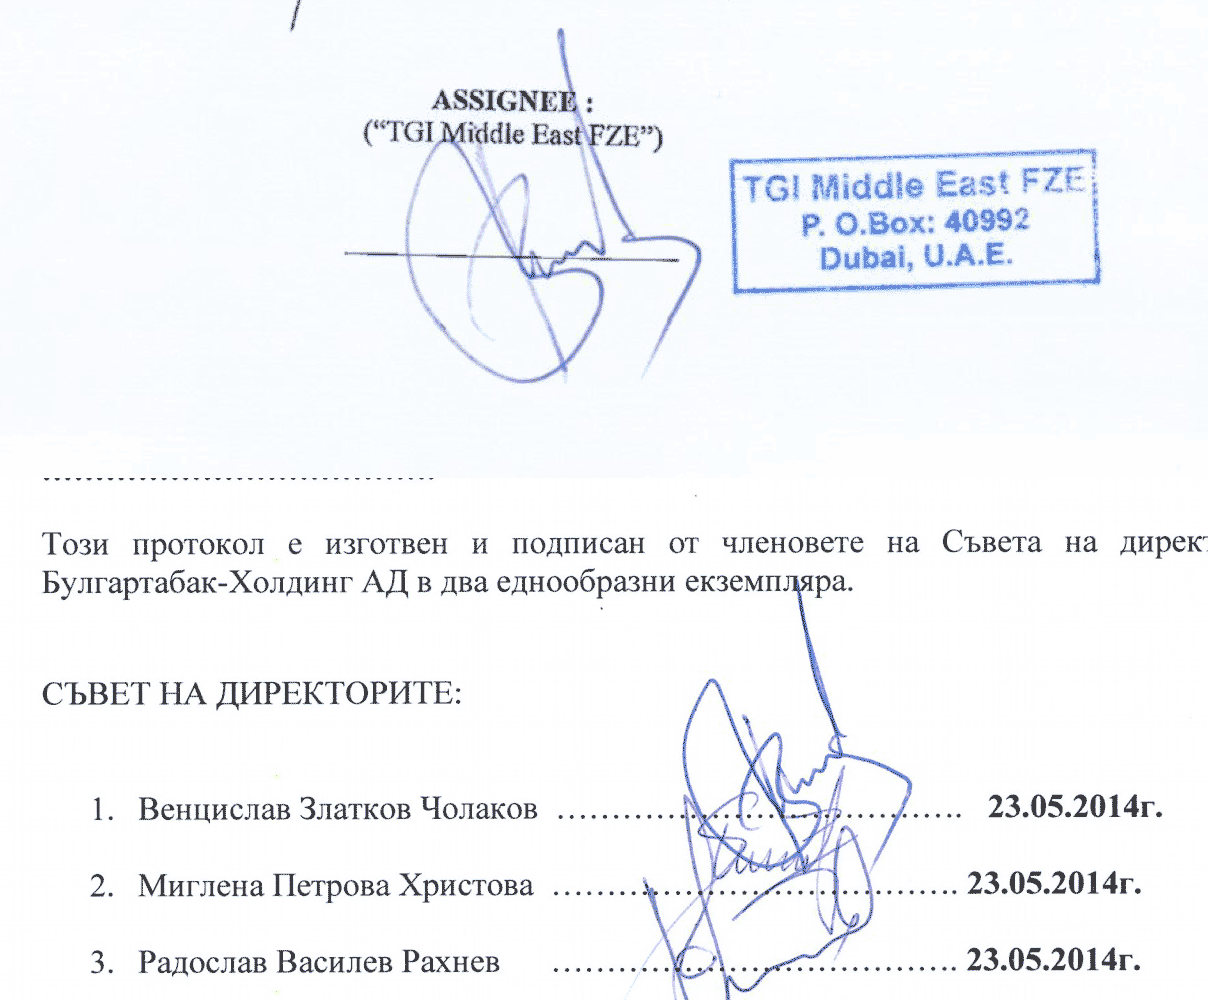 ASSIGNEE :
(“TGI Middle East FZE”)
TGI Middle East FZE
P. O.Box: 40992
Dubai, U.A.E.
Този протокол е изготвен и подписан от членовете на Съвета на дирек
Булгартабак-Холдинг АД в два еднообразни екземпляра.
СЪВЕТ НА ДИРЕКТОРИТЕ:
1. Венцислав Златков Чолаков ........................................ 23.05.2014г.
2. Миглена Петрова Христова ........................................ 23.05.2014г.
3. Радослав Василев Рахнев ........................................ 23.05.2014г.